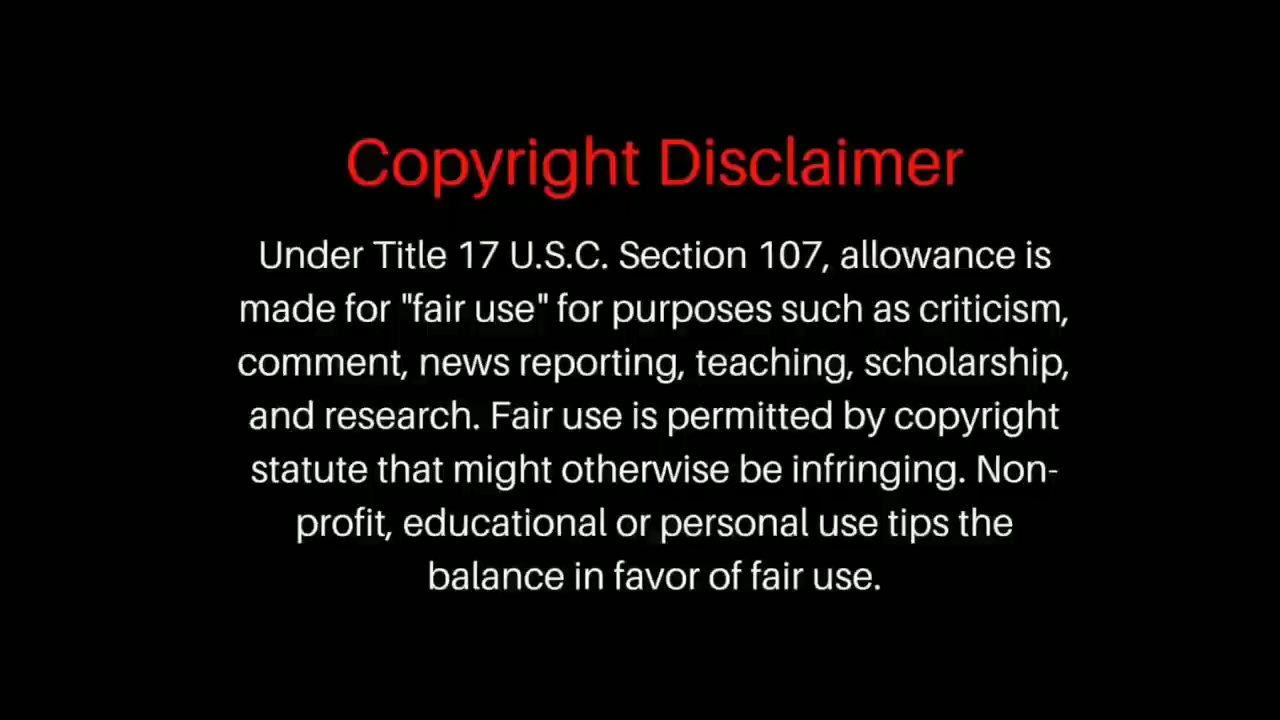 Copyright Disclaimer
Under Title 17 U.S.C. Section 107, allowance is
made for "fair use" for purposes such as criticism,
comment, news reporting, teaching, scholarship,
and research. Fair use is permitted by copyright
statute that might otherwise be infringing. Non-
profit, educational or personal use tips the
balance in favor of fair use.